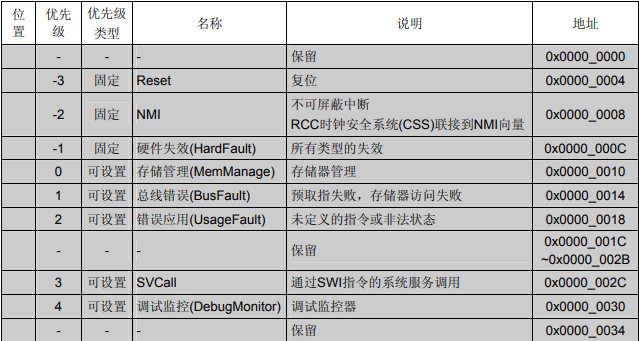 位置 优先级 优先级类型 名称 说明 地址
- - - 保留 0x0000_0000
-3 固定 Reset 复位 0x0000_0004
-2 固定 NMI 不可屏蔽中断 RCC时钟安全系统(CSS)联接到NMI向量 0x0000_0008
-1 固定 硬件失效(HardFault) 所有类型的失效 0x0000_000C
0 可设置 存储管理(MemManage) 存储器管理 0x0000_0010
1 可设置 总线错误(BusFault) 预取指失败，存储器访问失败 0x0000_0014
2 可设置 错误应用(UsageFault) 未定义的指令或非法状态 0x0000_0018
- - - 保留 0x0000_001C ~0x0000_002B
3 可设置 SVCall 通过SWI指令的系统服务调用 0x0000_002C
4 可设置 调试监控(DebugMonitor) 调试监控器 0x0000_0030
- - - 保留 0x0000_0034